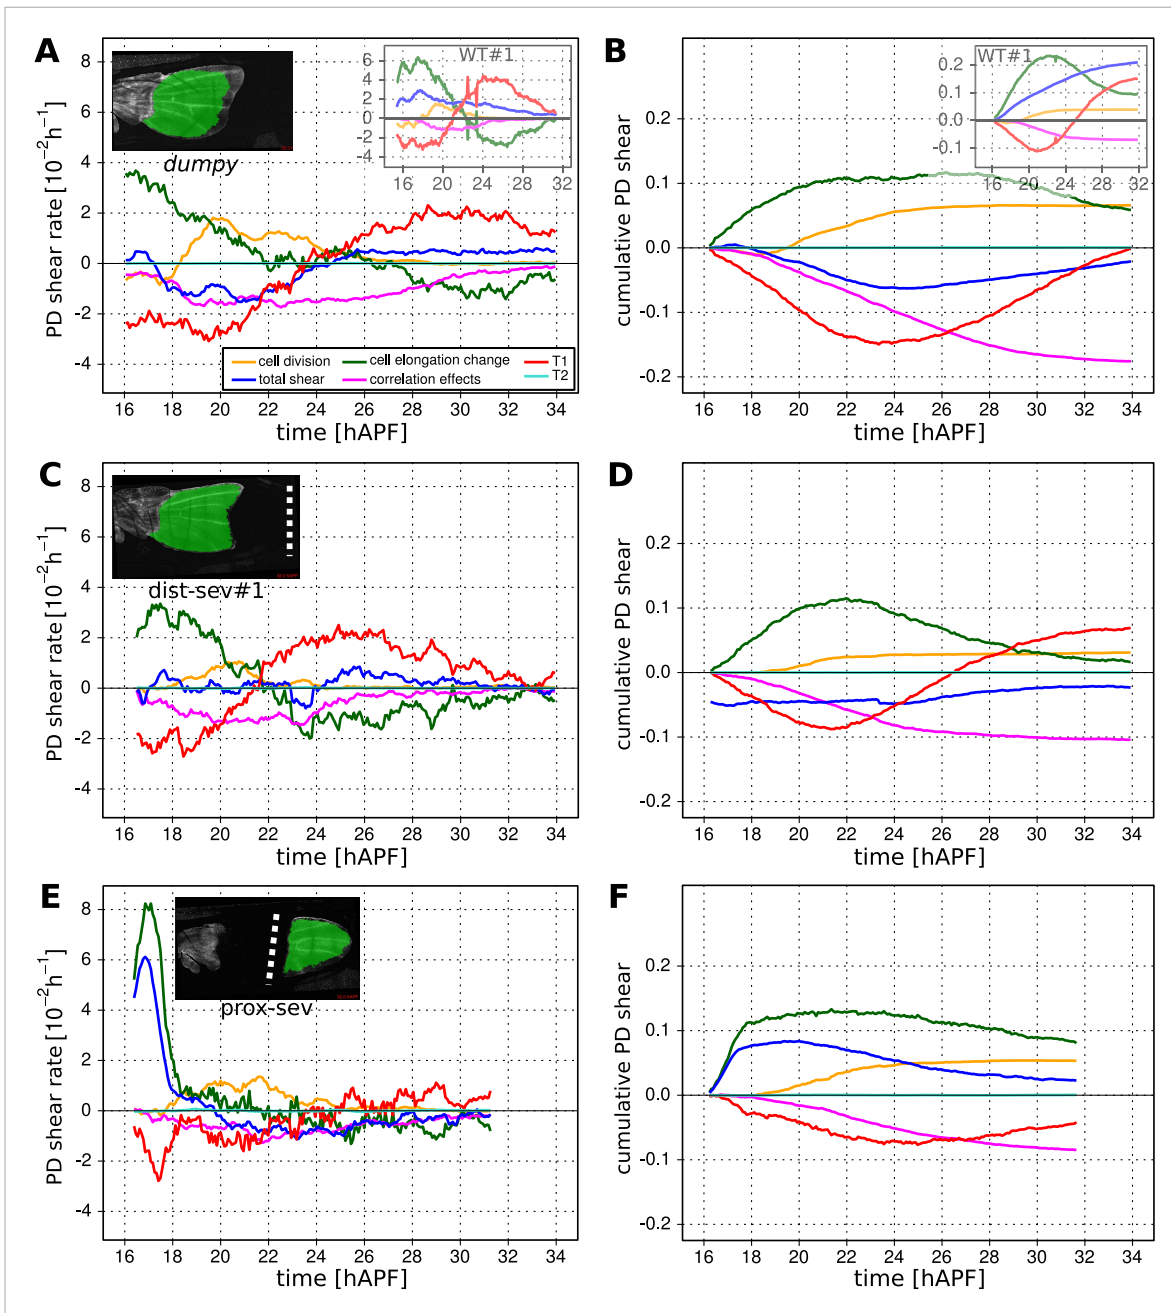 A
8
6
4
2
0
-2
-4
PD shear rate [10⁻²h⁻¹]
dumpy
WT#1
6
4
2
0
-2
-4
16 20 24 28 32
cell division
cell elongation change
T1
total shear
correlation effects
T2
16 18 20 22 24 26 28 30 32 34
time [hAPF]
B
0.2
0.1
0.0
-0.1
-0.2
cumulative PD shear
WT#1
0.2
0.1
0.0
-0.1
16 20 24 28 32
16 18 20 22 24 26 28 30 32 34
time [hAPF]
C
8
6
4
2
0
-2
-4
PD shear rate [10⁻²h⁻¹]
dist-sev#1
16 18 20 22 24 26 28 30 32 34
time [hAPF]
D
0.2
0.1
0.0
-0.1
-0.2
cumulative PD shear
16 18 20 22 24 26 28 30 32 34
time [hAPF]
E
8
6
4
2
0
-2
-4
PD shear rate [10⁻²h⁻¹]
prox-sev
16 18 20 22 24 26 28 30 32 34
time [hAPF]
F
0.2
0.1
0.0
-0.1
-0.2
cumulative PD shear
16 18 20 22 24 26 28 30 32 34
time [hAPF]